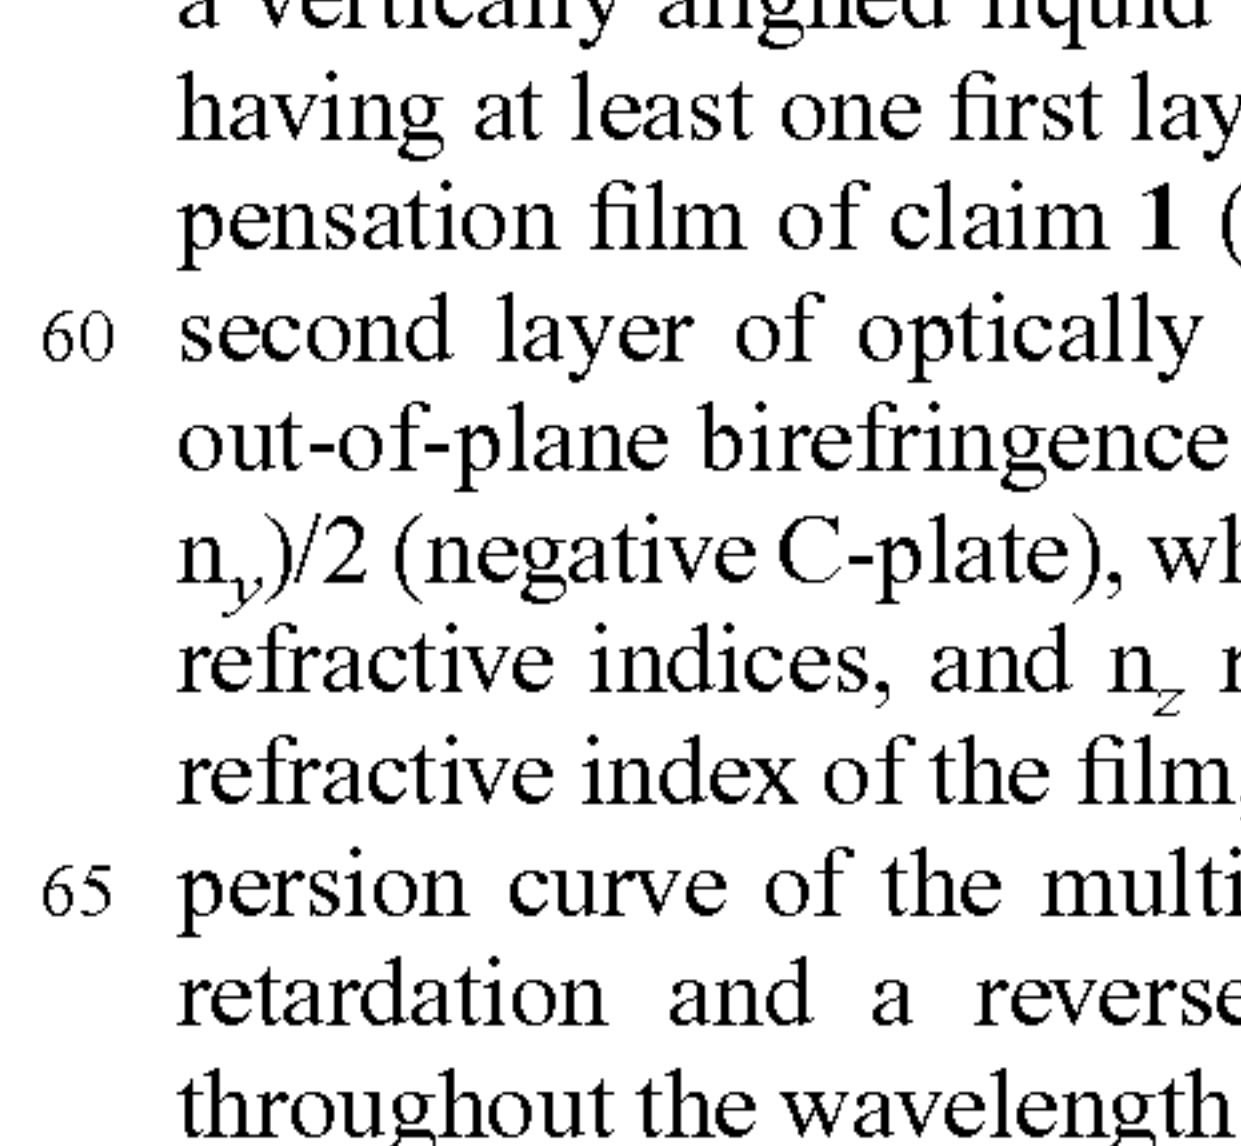 a vertically aligned liquid
having at least one first lay
pensation film of claim 1 (
60 second layer of optically
out-of-plane birefringence
n_y)/2 (negative C-plate), wh
refractive indices, and n_z r
refractive index of the film,
65 persion curve of the multi
retardation and a reverse
throughout the wavelength